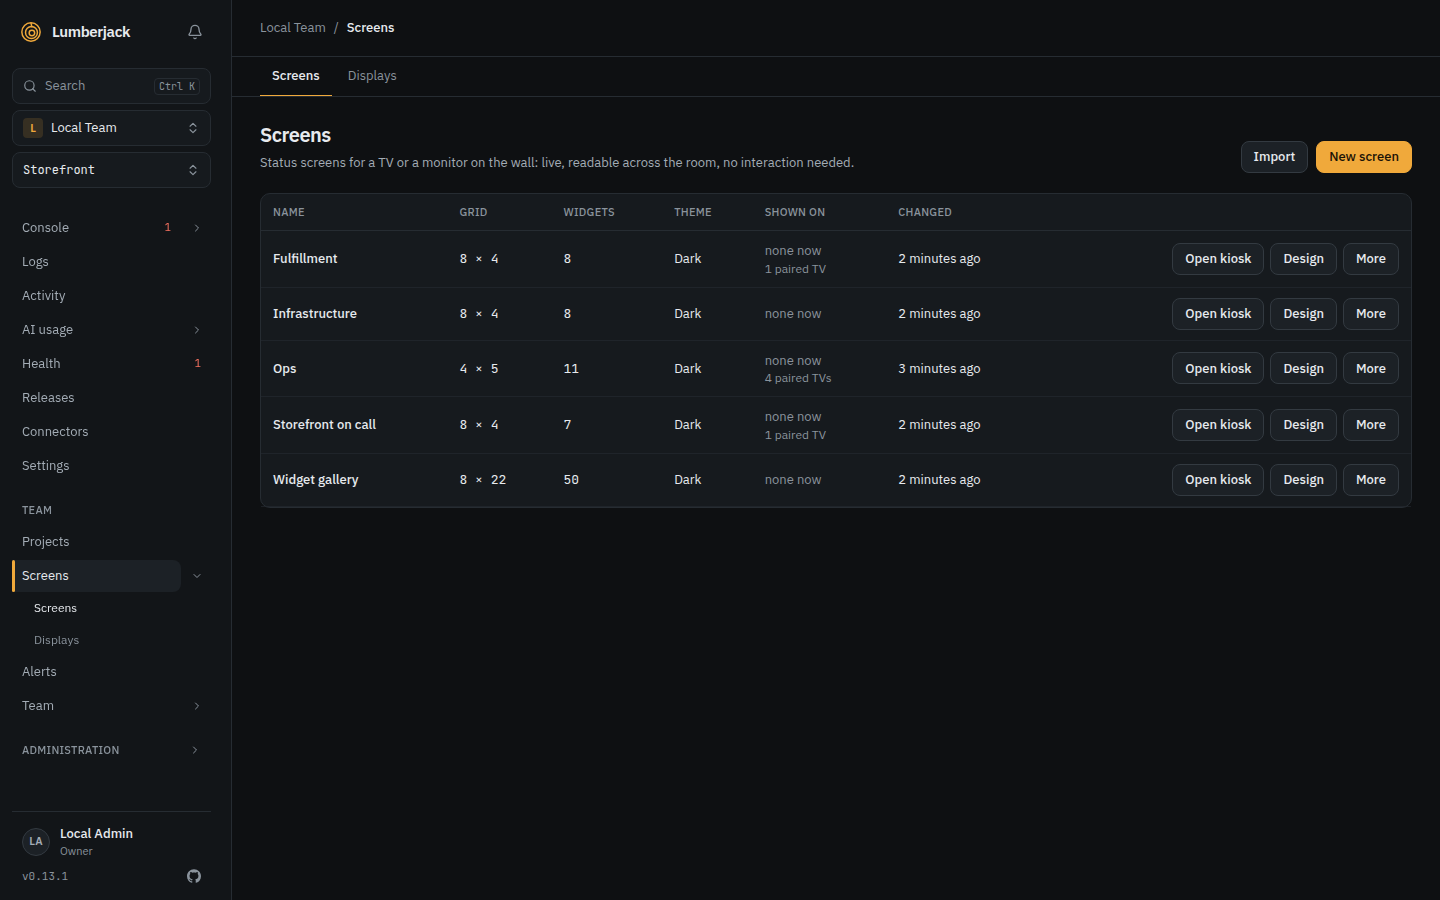 Lumberjack
Search Ctrl K
L Local Team
Storefront
Console 1
Logs
Activity
AI usage
Health 1
Releases
Connectors
Settings
TEAM
Projects
Screens
Screens
Displays
Alerts
Team
ADMINISTRATION
LA Local Admin
Owner
v0.13.1
Local Team / Screens
Screens Displays
Screens
Status screens for a TV or a monitor on the wall: live, readable across the room, no interaction needed.
Import New screen
NAME GRID WIDGETS THEME SHOWN ON CHANGED
Fulfillment 8 × 4 8 Dark none now 2 minutes ago Open kiosk Design More
1 paired TV
Infrastructure 8 × 4 8 Dark none now 2 minutes ago Open kiosk Design More
Ops 4 × 5 11 Dark none now 3 minutes ago Open kiosk Design More
4 paired TVs
Storefront on call 8 × 4 7 Dark none now 2 minutes ago Open kiosk Design More
1 paired TV
Widget gallery 8 × 22 50 Dark none now 2 minutes ago Open kiosk Design More